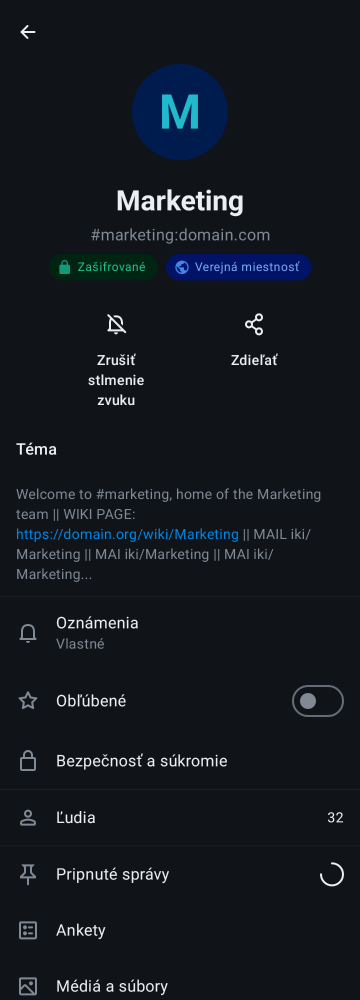 M
Marketing
#marketing:domain.com
Zašifrované
Verejná miestnosť
Zrušiť
stlmenie
zvuku
Zdieľať
Téma
Welcome to #marketing, home of the Marketing
team || WIKI PAGE:
https://domain.org/wiki/Marketing || MAIL iki/
Marketing || MAI iki/Marketing || MAI iki/
Marketing...
Oznámenia
Vlastné
Obľúbené
Bezpečnosť a súkromie
Ľudia
32
Pripnuté správy
Ankety
Médiá a súbory